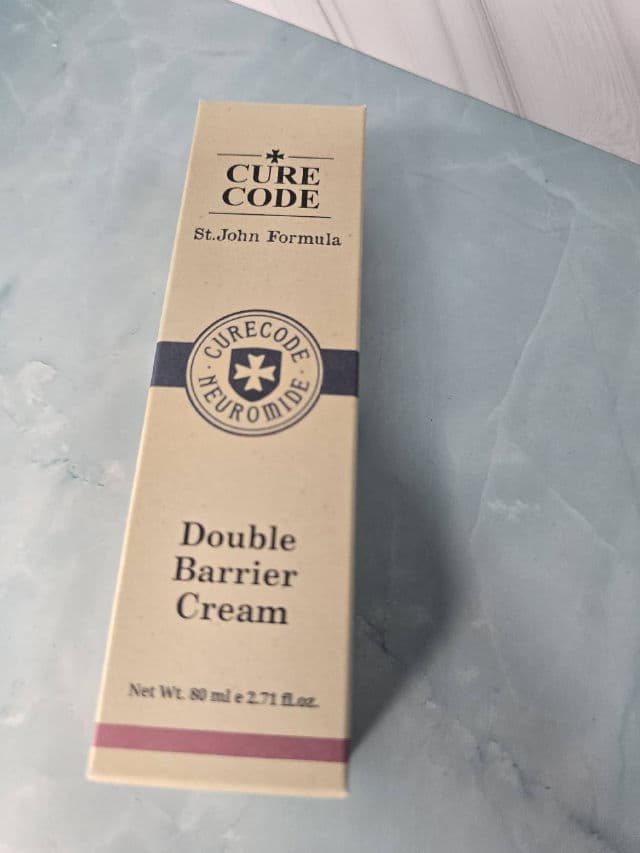 CURE
CODE
St.John Formula
CURECODE
NEUROMIDE
Double
Barrier
Cream
Net Wt. 80 ml e 2.71 fl.oz.